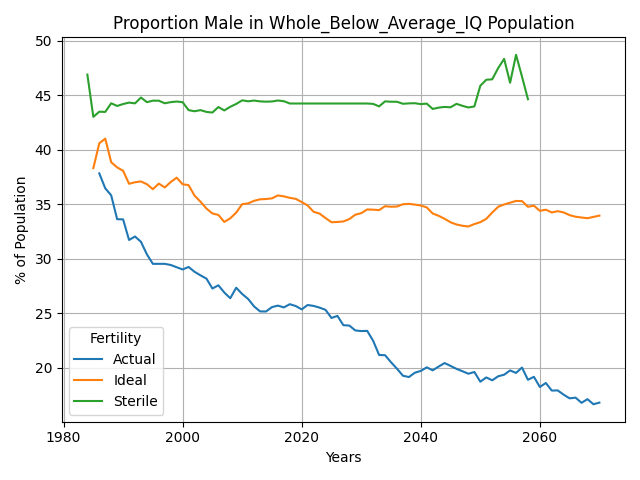 Proportion Male in Whole_Below_Average_IQ Population
% of Population
50
45
40
35
30
25
20
Fertility
Actual
Ideal
Sterile
1980
2000
2020
2040
2060
Years